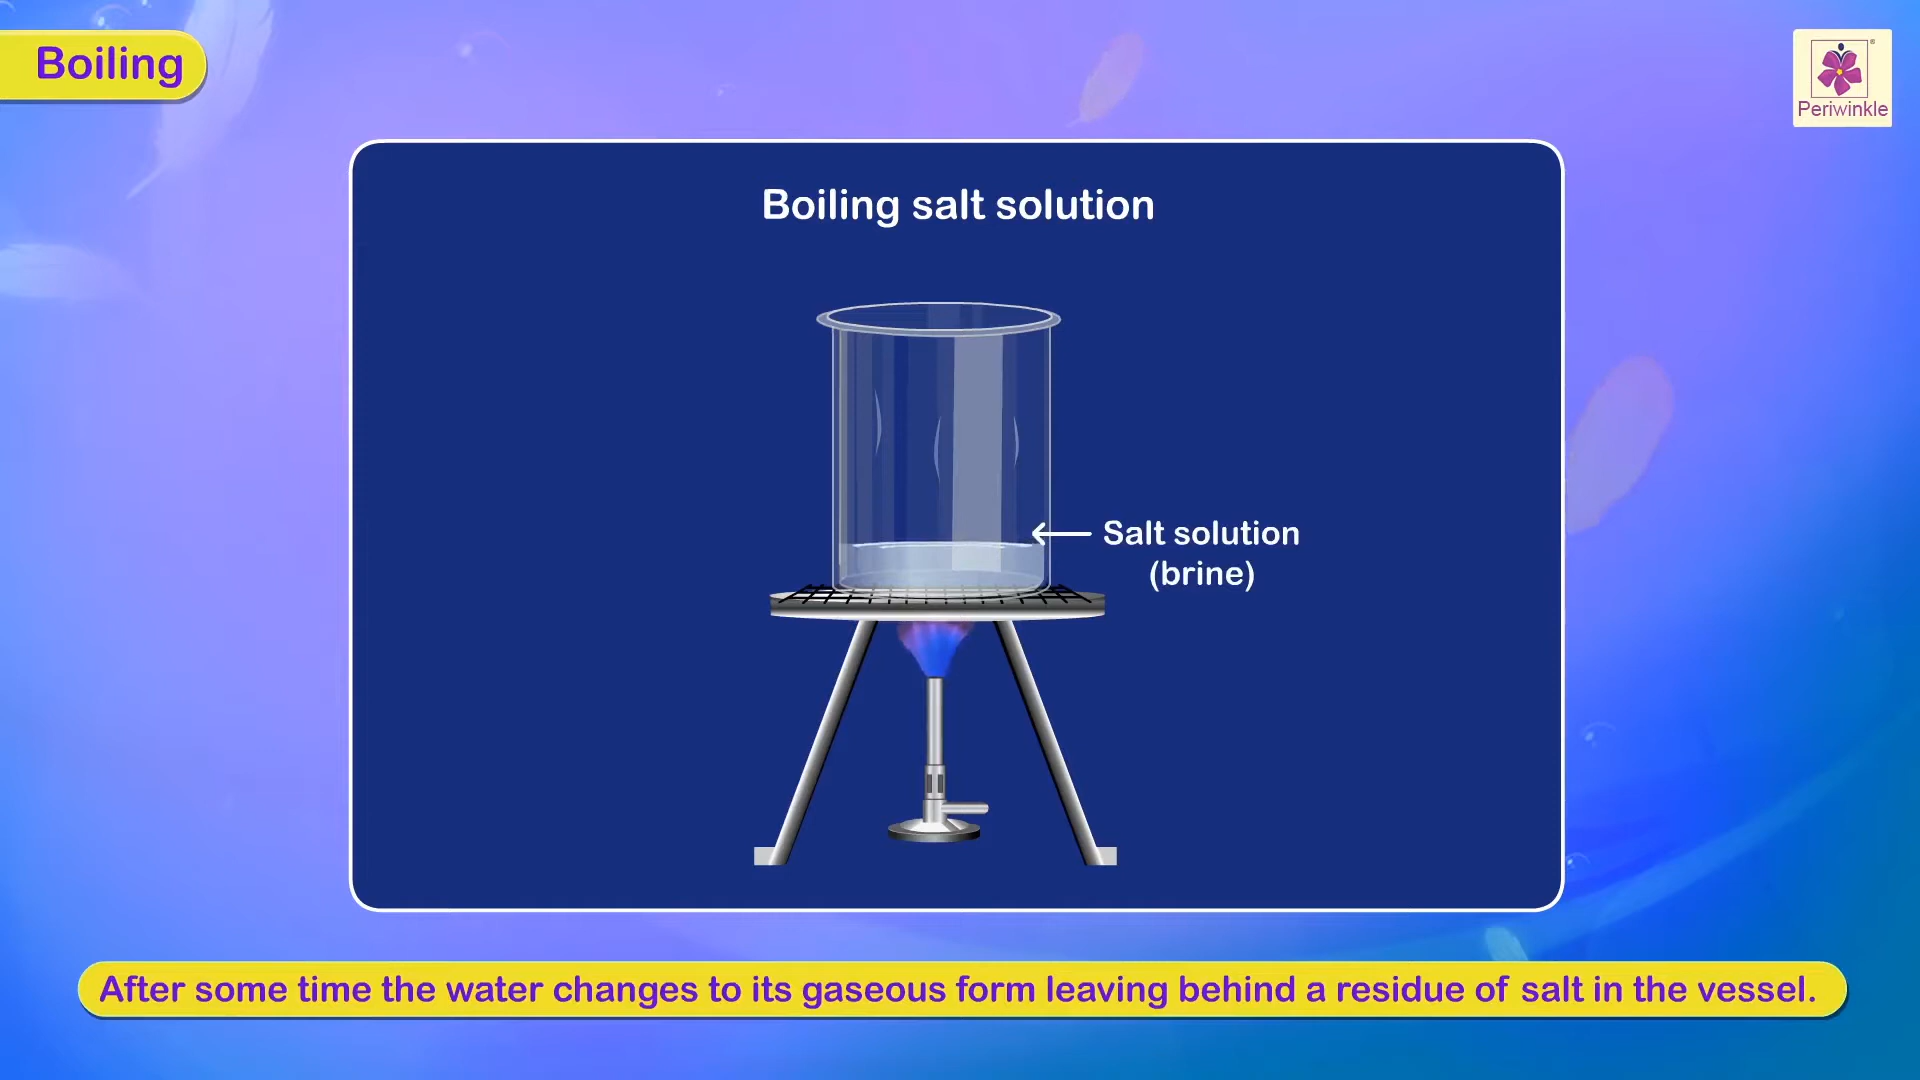 Boiling
Periwinkle
Boiling salt solution
Salt solution
(brine)
After some time the water changes to its gaseous form leaving behind a residue of salt in the vessel.